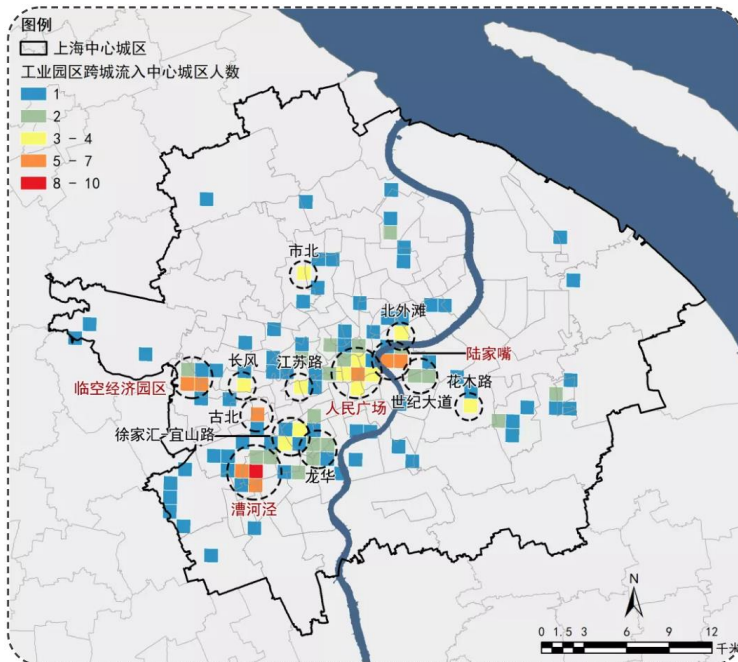 图例
上海中心城区
工业园区跨城流入中心城区人数
1
2
3 - 4
5 - 7
8 - 10
市北
北外滩
陆家嘴
长风
江苏路
花木路
临空经济园区
人民广场
世纪大道
古北
徐家汇-宜山路
龙华
漕河泾
N
0 1.5 3 6 9 12
千米